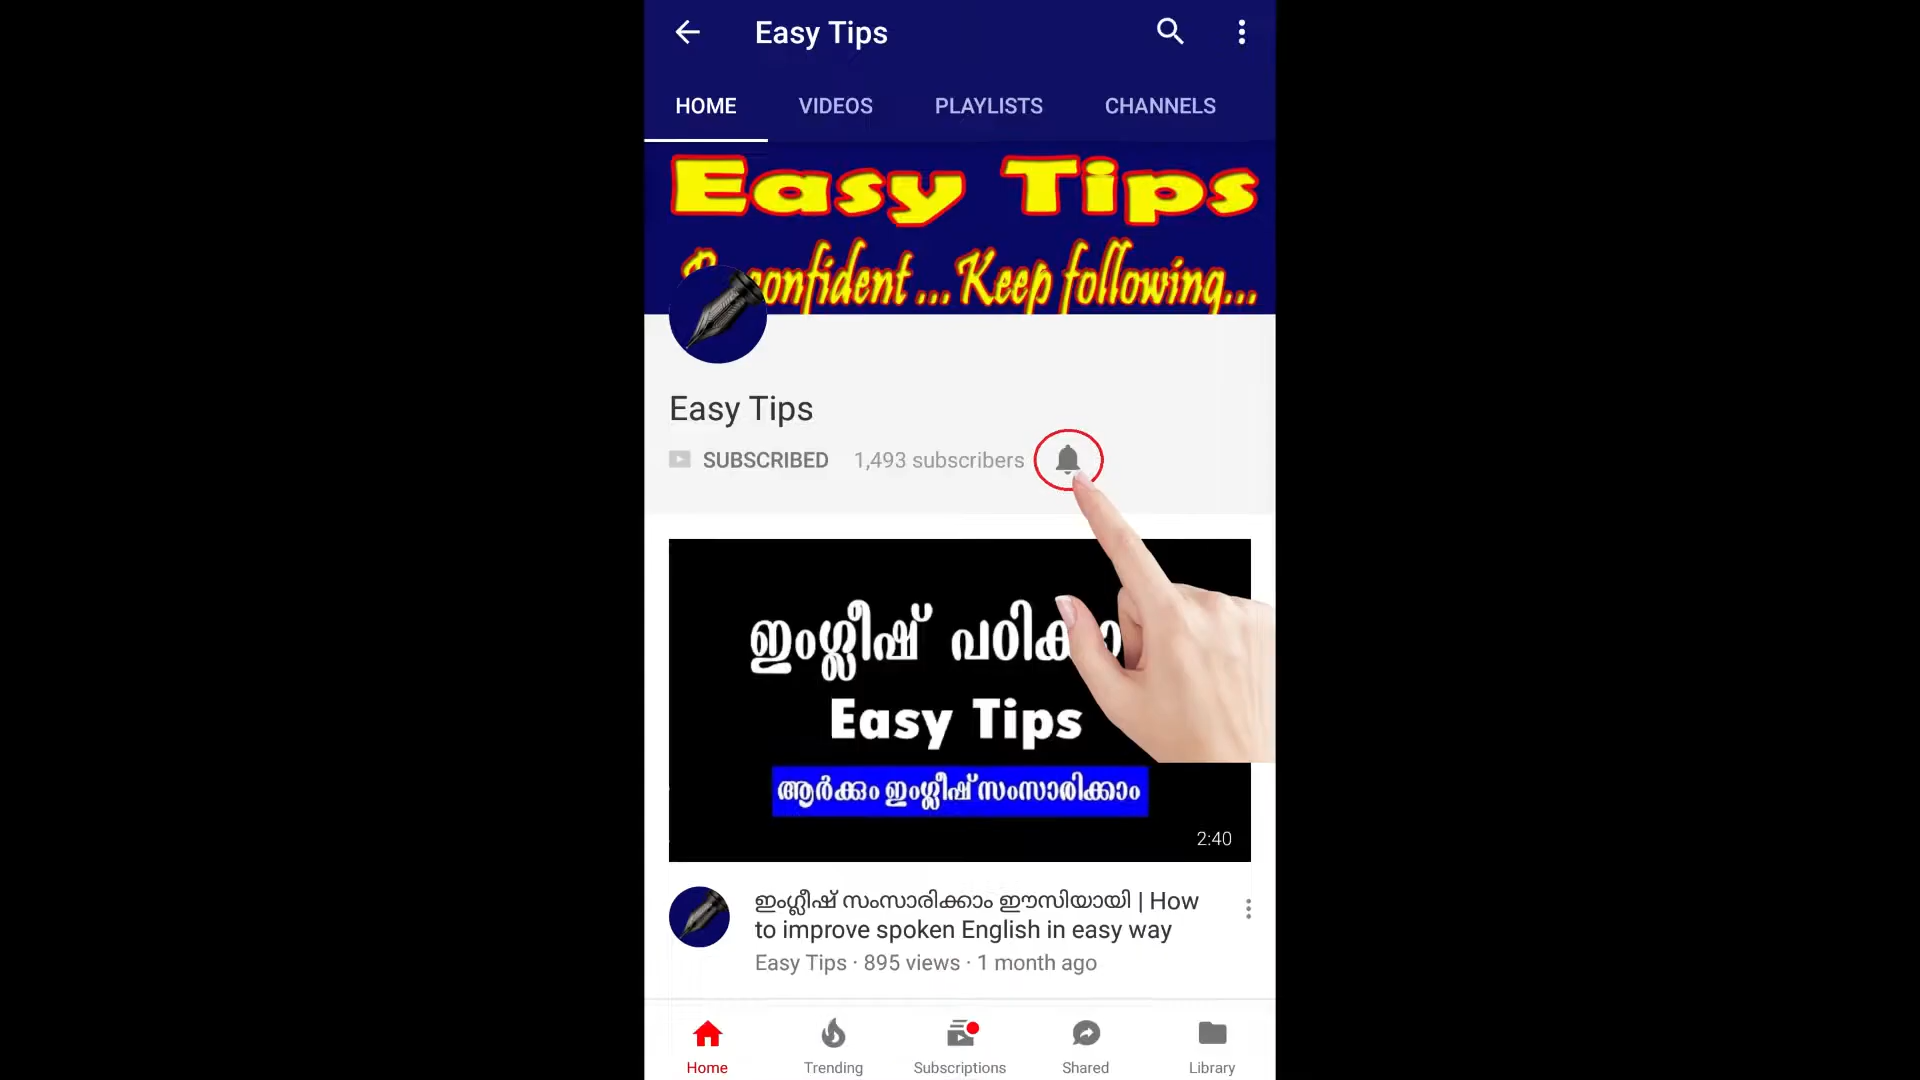 Easy Tips
HOME VIDEOS PLAYLISTS CHANNELS
Easy Tips
confident ... Keep following...
Easy Tips
SUBSCRIBED 1,493 subscribers
ഇംഗ്ലീഷ്
Easy Tips
ആർക്കും ഇംഗ്ലീഷ് സംസാരിക്കാം
2:40
ഇംഗ്ലീഷ് സംസാരിക്കാം ഈസിയായി | How
to improve spoken English in easy way
Easy Tips · 895 views · 1 month ago
Home Trending Subscriptions Shared Library